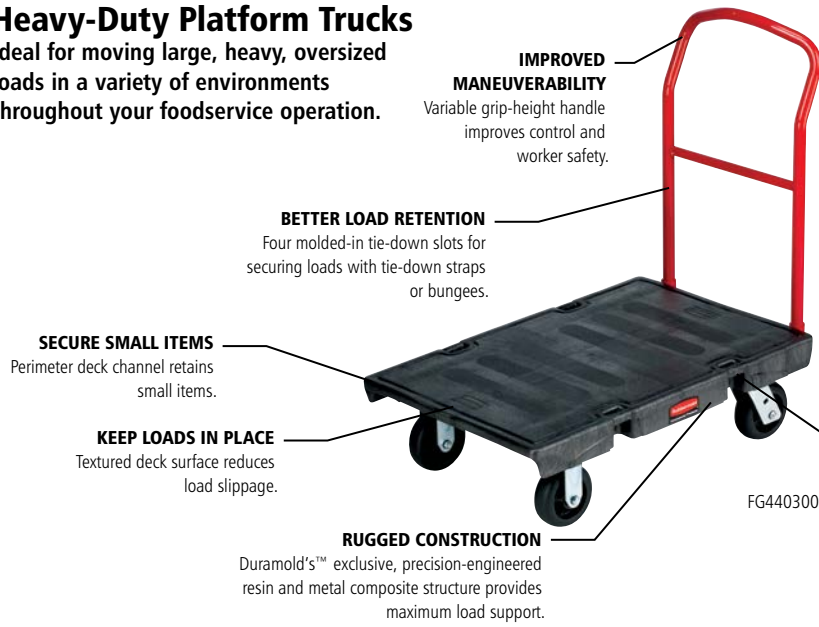 Heavy-Duty Platform Trucks
deal for moving large, heavy, oversized
oads in a variety of environments
hroughout your foodservice operation.
IMPROVED
MANEUVERABILITY
Variable grip-height handle
improves control and
worker safety.
BETTER LOAD RETENTION
Four molded-in tie-down slots for
securing loads with tie-down straps
or bungees.
SECURE SMALL ITEMS
Perimeter deck channel retains
small items.
KEEP LOADS IN PLACE
Textured deck surface reduces
load slippage.
FG440300
RUGGED CONSTRUCTION
Duramold's™ exclusive, precision-engineered
resin and metal composite structure provides
maximum load support.